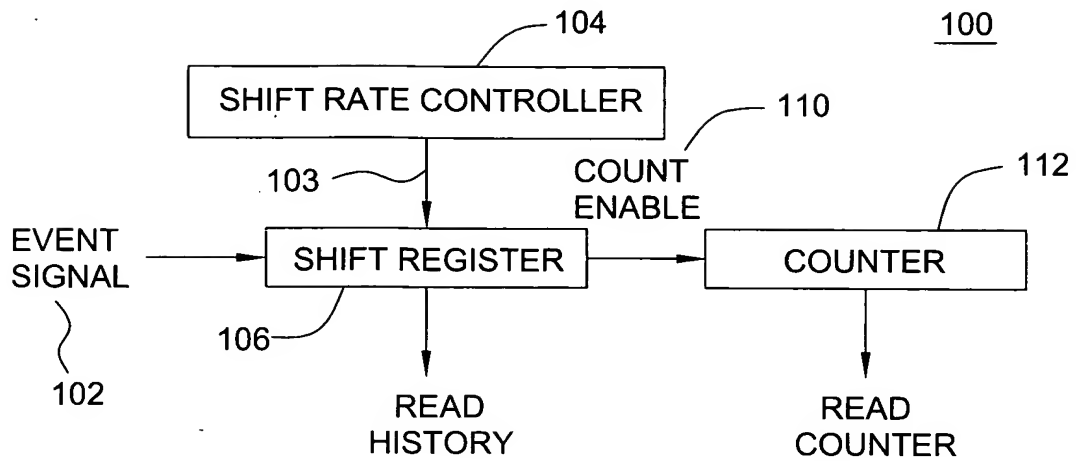 104
100
SHIFT RATE CONTROLLER
110
103
COUNT
ENABLE
112
EVENT
SIGNAL
SHIFT REGISTER
COUNTER
106
102
READ
HISTORY
READ
COUNTER